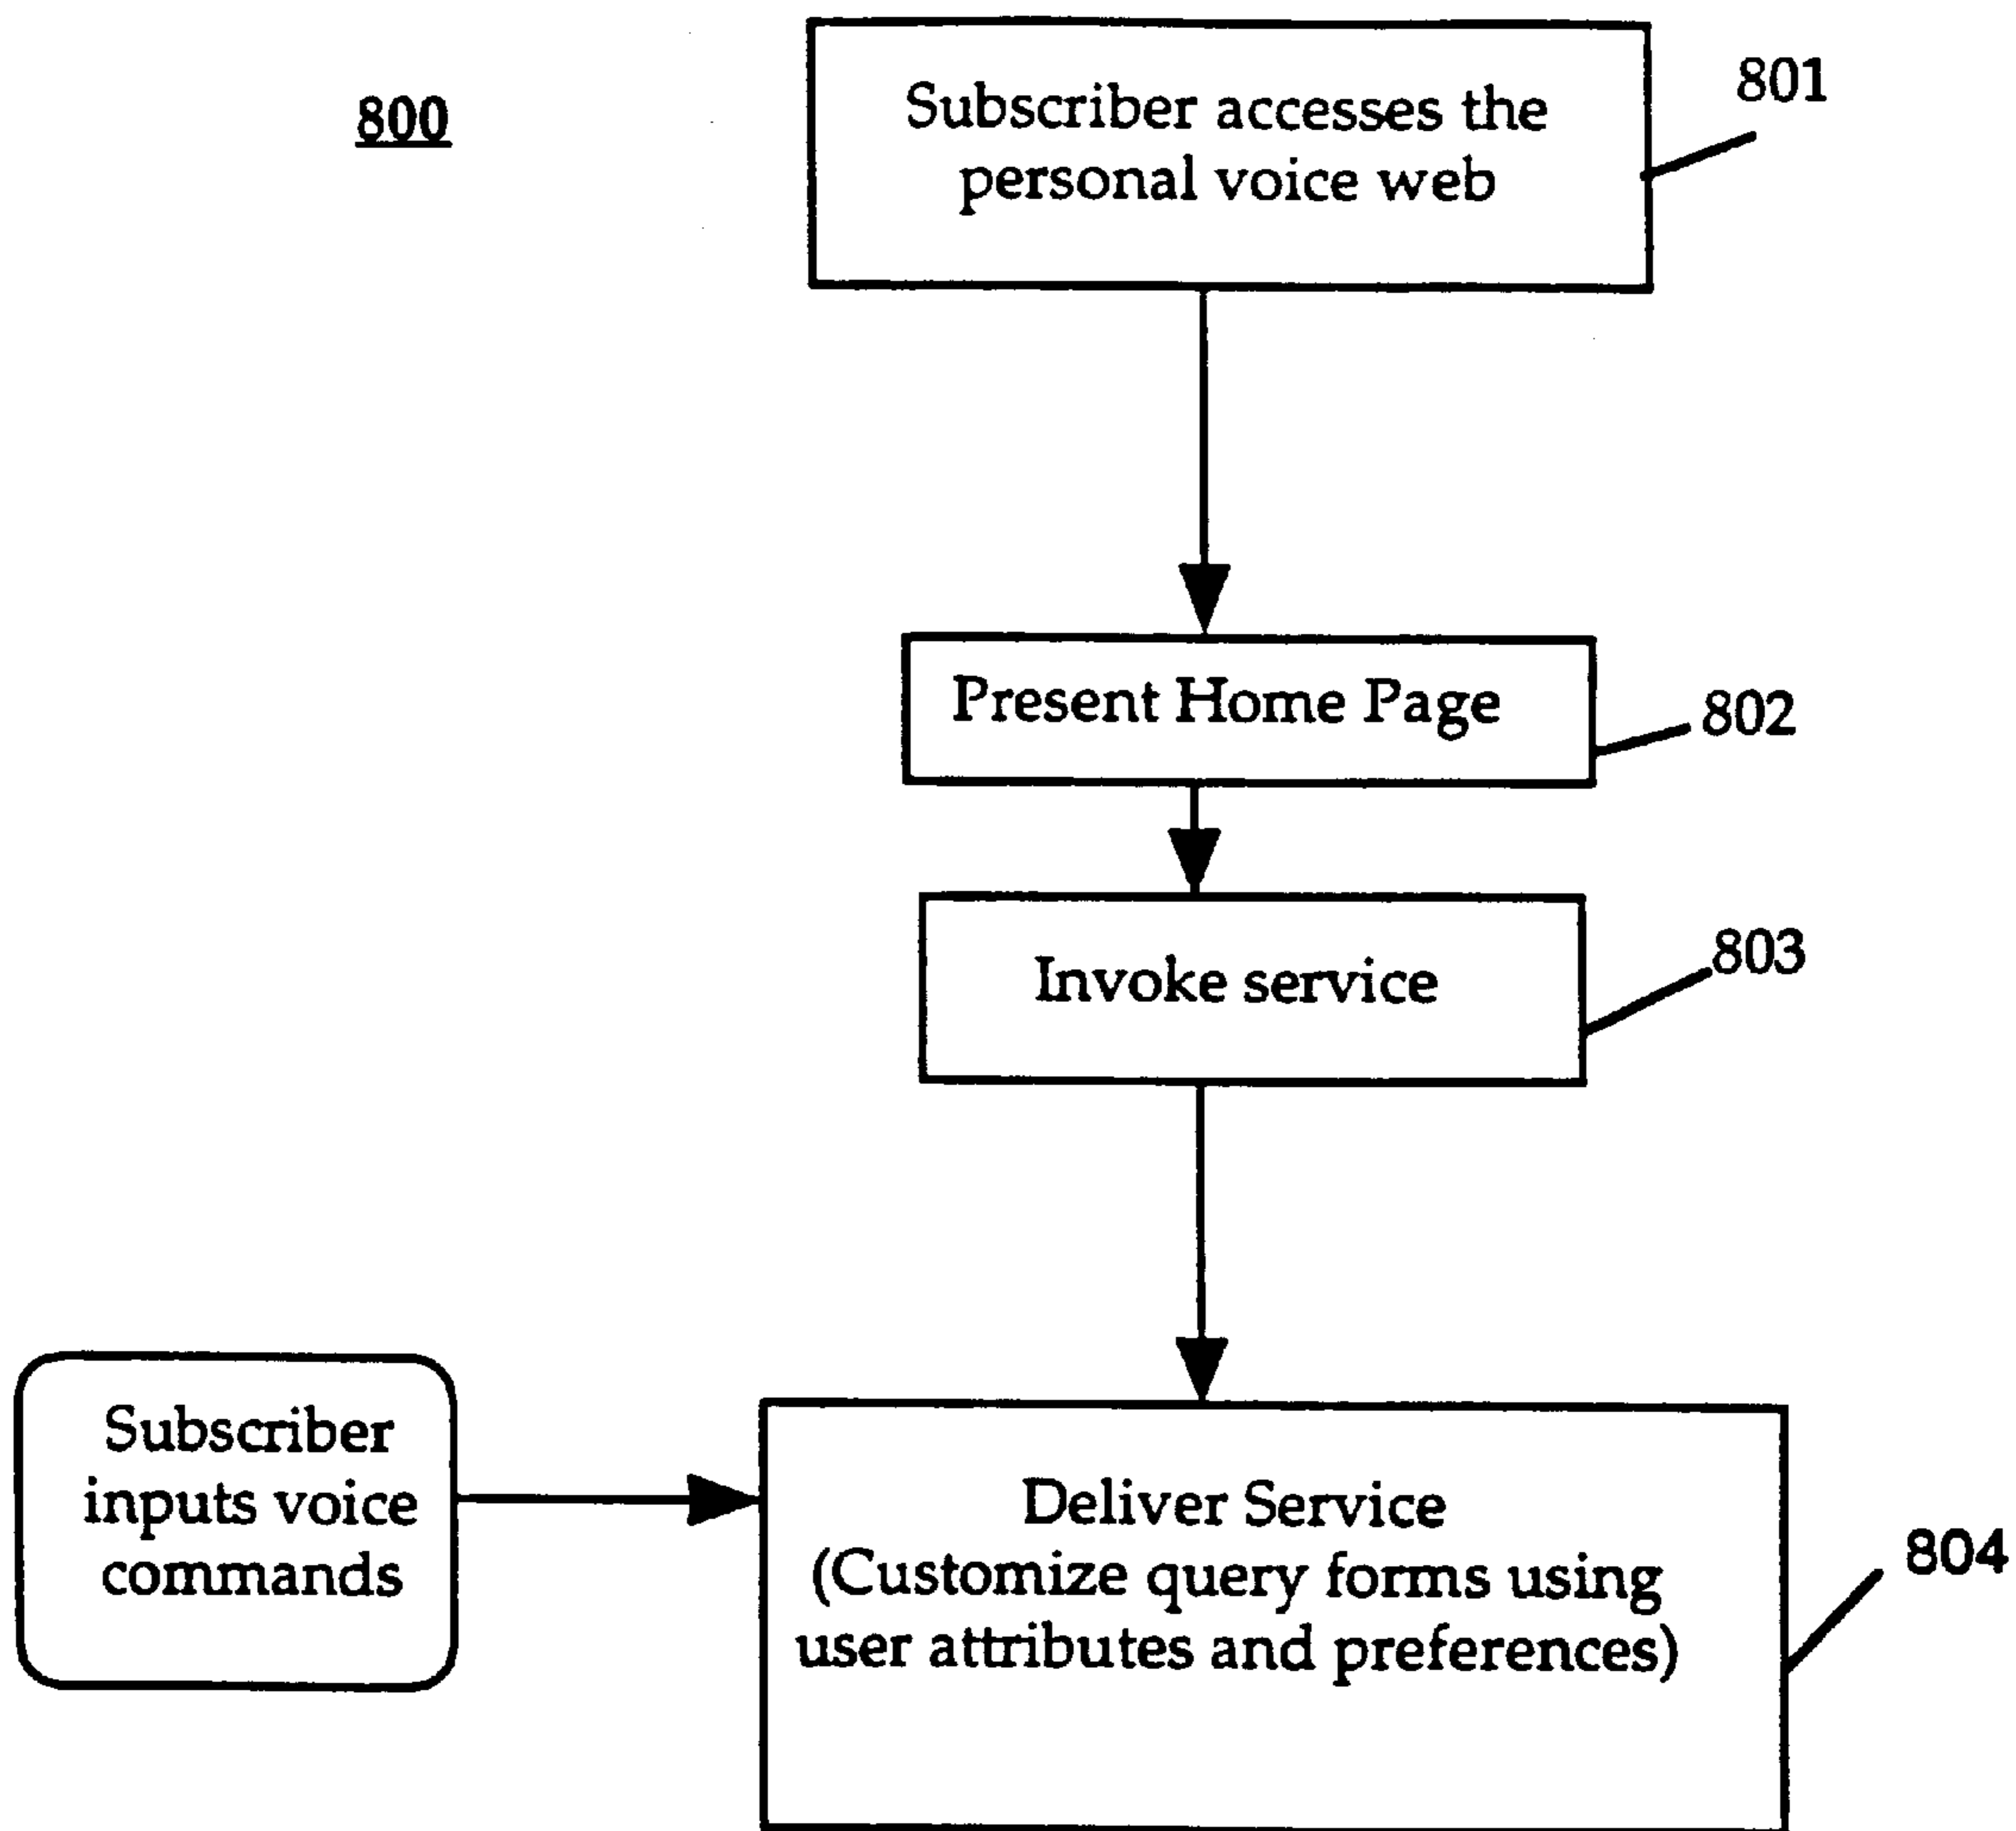 800
Subscriber accesses the
personal voice web
801
Present Home Page
802
Invoke service
803
Subscriber
inputs voice
commands
Deliver Service
(Customize query forms using
user attributes and preferences)
804